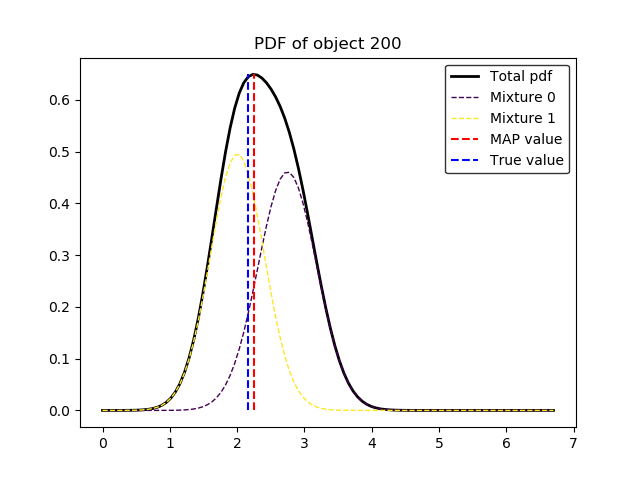 PDF of object 200
Total pdf
Mixture 0
Mixture 1
MAP value
True value
0.6
0.5
0.4
0.3
0.2
0.1
0.0
0 1 2 3 4 5 6 7